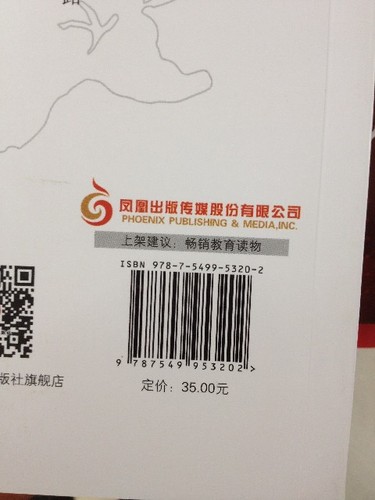 路
凤凰出版传媒股份有限公司
PHOENIX PUBLISHING & MEDIA,INC.
上架建议：畅销教育读物
ISBN 978-7-5499-5320-2
9 787549 953202 >
版社旗舰店
定价：35.00元